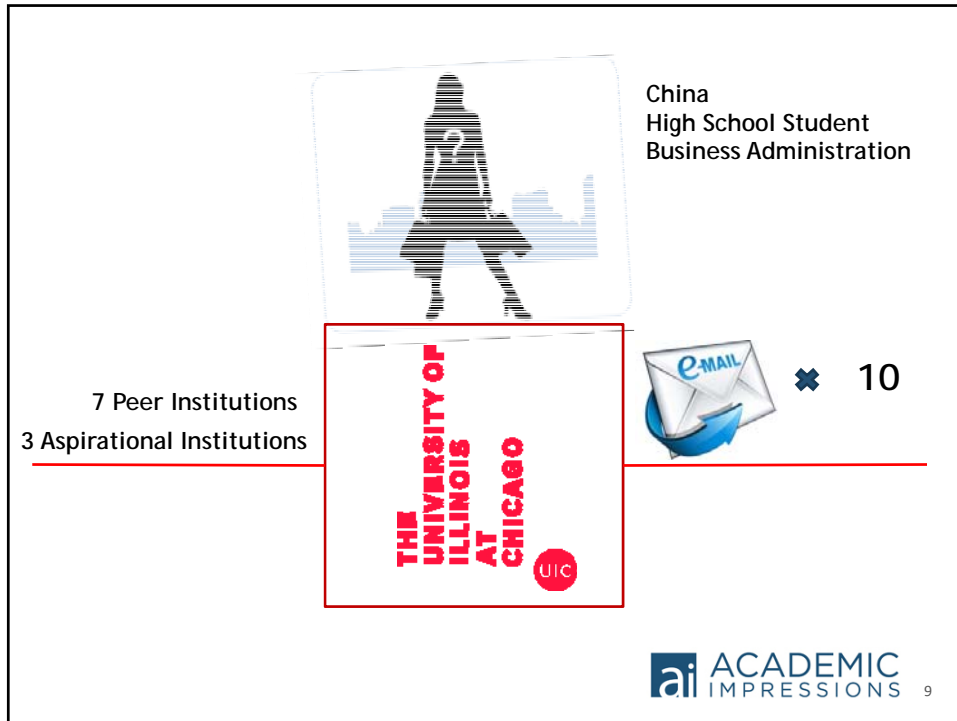 China
High School Student
Business Administration
?
e-MAIL
✖ 10
7 Peer Institutions
3 Aspirational Institutions
THE
UNIVERSITY OF
ILLINOIS
AT
CHICAGO
UIC
ai ACADEMIC
IMPRESSIONS
9